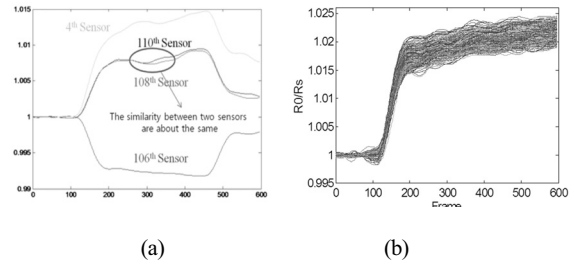 1.015
1.01
1.005
1
0.995
0.99
4th Sensor
110th Sensor
108th Sensor
The similarity between two sensors
are about the same
106th Sensor
0 100 200 300 400 500 600
(a)
(b)
R0/Rs
1.025
1.02
1.015
1.01
1.005
1
0.995
0 100 200 300 400 500 600
Frame